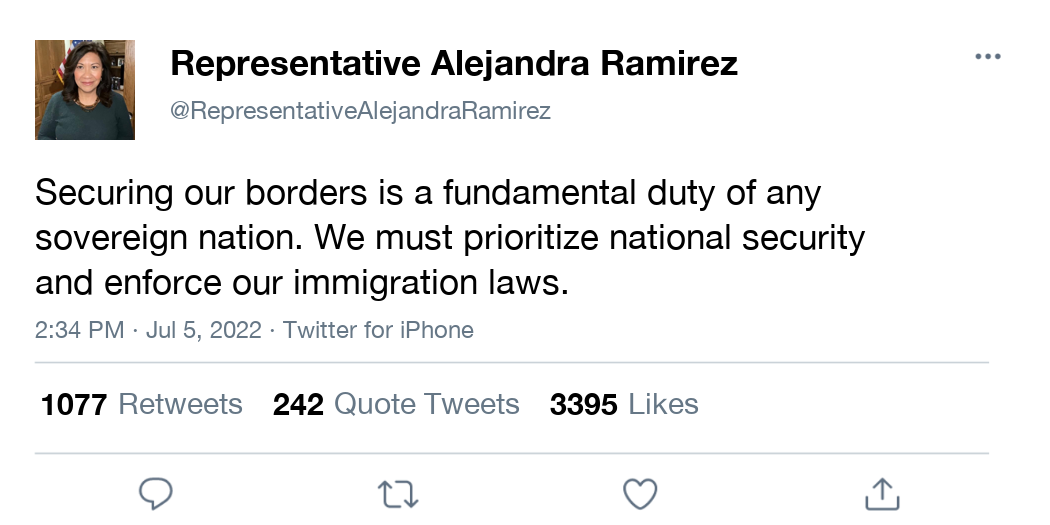 Representative Alejandra Ramirez
@RepresentativeAlejandraRamirez
Securing our borders is a fundamental duty of any
sovereign nation. We must prioritize national security
and enforce our immigration laws.
2:34 PM · Jul 5, 2022 · Twitter for iPhone
1077 Retweets 242 Quote Tweets 3395 Likes